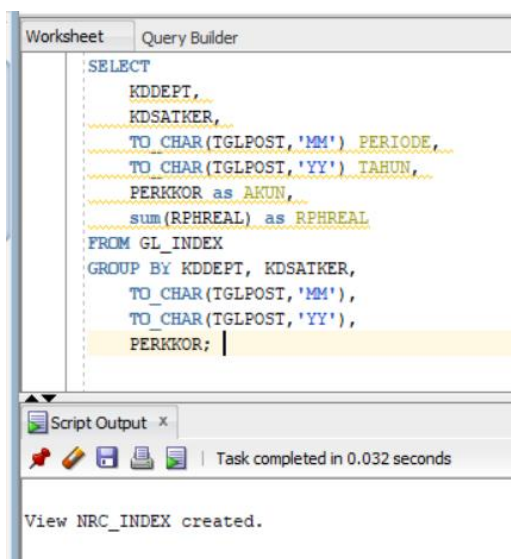 Worksheet Query Builder
SELECT
KDDEPT,
KDSATKER,
TO_CHAR(TGLPOST,'MM') PERIODE,
TO_CHAR(TGLPOST,'YY') TAHUN,
PERKKOR as AKUN,
sum(RPHREAL) as RPHREAL
FROM GL_INDEX
GROUP BY KDDEPT, KDSATKER,
TO_CHAR(TGLPOST,'MM'),
TO_CHAR(TGLPOST,'YY'),
PERKKOR;
Script Output x
Task completed in 0.032 seconds
View NRC_INDEX created.